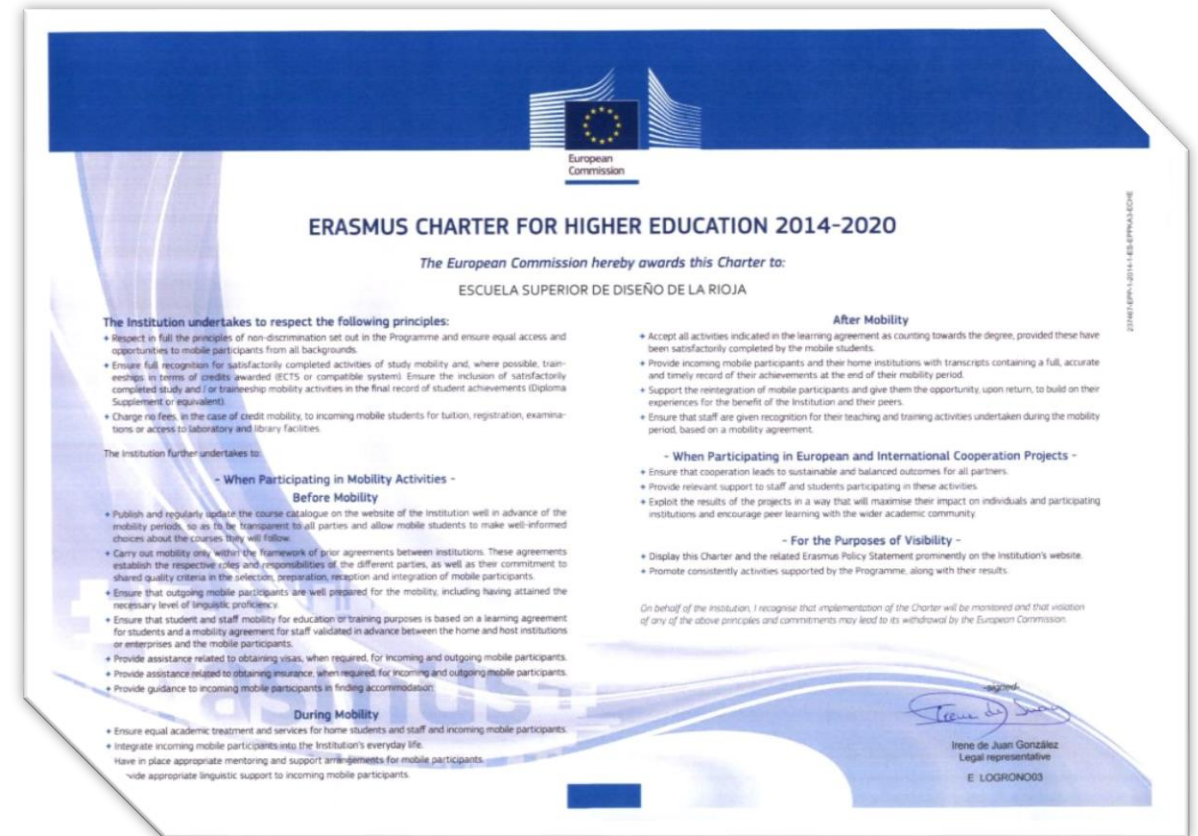 European
Commission
ERASMUS CHARTER FOR HIGHER EDUCATION 2014-2020
The European Commission hereby awards this Charter to:
ESCUELA SUPERIOR DE DISEÑO DE LA RIOJA
The Institution undertakes to respect the following principles:
+ Respect in full the principles of non-discrimination set out in the Programme and ensure equal access and
opportunities to mobile participants from all backgrounds.
+ Ensure full recognition for satisfactorily completed activities of study mobility and, where possible, train-
eeships in terms of credits awarded (ECTS or compatible system). Ensure the inclusion of satisfactorily
completed study and / or traineeship mobility activities in the final record of student achievements (Diploma
Supplement or equivalent).
+ Charge no fees, in the case of credit mobility, to incoming mobile students for tuition, registration, examina-
tions or access to laboratory and library facilities.
The Institution further undertakes to:
- When Participating in Mobility Activities -
Before Mobility
+ Publish and regularly update the course catalogue on the website of the Institution well in advance of the
mobility periods, so as to be transparent to all parties and allow mobile students to make well-informed
choices about the courses they will follow.
+ Carry out mobility only within the framework of prior agreements between institutions. These agreements
establish the respective roles and responsibilities of the different parties, as well as their commitment to
shared quality criteria in the selection, preparation, reception and integration of mobile participants.
+ Ensure that outgoing mobile participants are well prepared for the mobility, including having attained the
necessary level of linguistic proficiency.
+ Ensure that student and staff mobility for education or training purposes is based on a learning agreement
for students and a mobility agreement for staff validated in advance between the home and host institutions
or enterprises and the mobile participants.
+ Provide assistance related to obtaining visas, when required, for incoming and outgoing mobile participants.
+ Provide assistance related to obtaining insurance, when required, for incoming and outgoing mobile participants.
+ Provide guidance to incoming mobile participants in finding accommodation.
During Mobility
+ Ensure equal academic treatment and services for home students and staff and incoming mobile participants.
+ Integrate incoming mobile participants into the Institution's everyday life.
Have in place appropriate mentoring and support arrangements for mobile participants.
vide appropriate linguistic support to incoming mobile participants.
After Mobility
+ Accept all activities indicated in the learning agreement as counting towards the degree, provided these have
been satisfactorily completed by the mobile students.
+ Provide incoming mobile participants and their home institutions with transcripts containing a full, accurate
and timely record of their achievements at the end of their mobility period.
+ Support the reintegration of mobile participants and give them the opportunity, upon return, to build on their
experiences for the benefit of the Institution and their peers.
+ Ensure that staff are given recognition for their teaching and training activities undertaken during the mobility
period, based on a mobility agreement.
- When Participating in European and International Cooperation Projects -
+ Ensure that cooperation leads to sustainable and balanced outcomes for all partners.
+ Provide relevant support to staff and students participating in these activities.
+ Exploit the results of the projects in a way that will maximise their impact on individuals and participating
institutions and encourage peer learning with the wider academic community.
- For the Purposes of Visibility -
+ Display this Charter and the related Erasmus Policy Statement prominently on the Institution's website.
+ Promote consistently activities supported by the Programme, along with their results.
On behalf of the Institution, I recognise that implementation of the Charter will be monitored and that violation
of any of the above principles and commitments may lead to its withdrawal by the European Commission.
-signed-
Irene de Juan
Irene de Juan González
Legal representative
E LOGRONO03
237467-EPP-1-2014-1-ES-EPPKA3-ECHE
Erasmus+